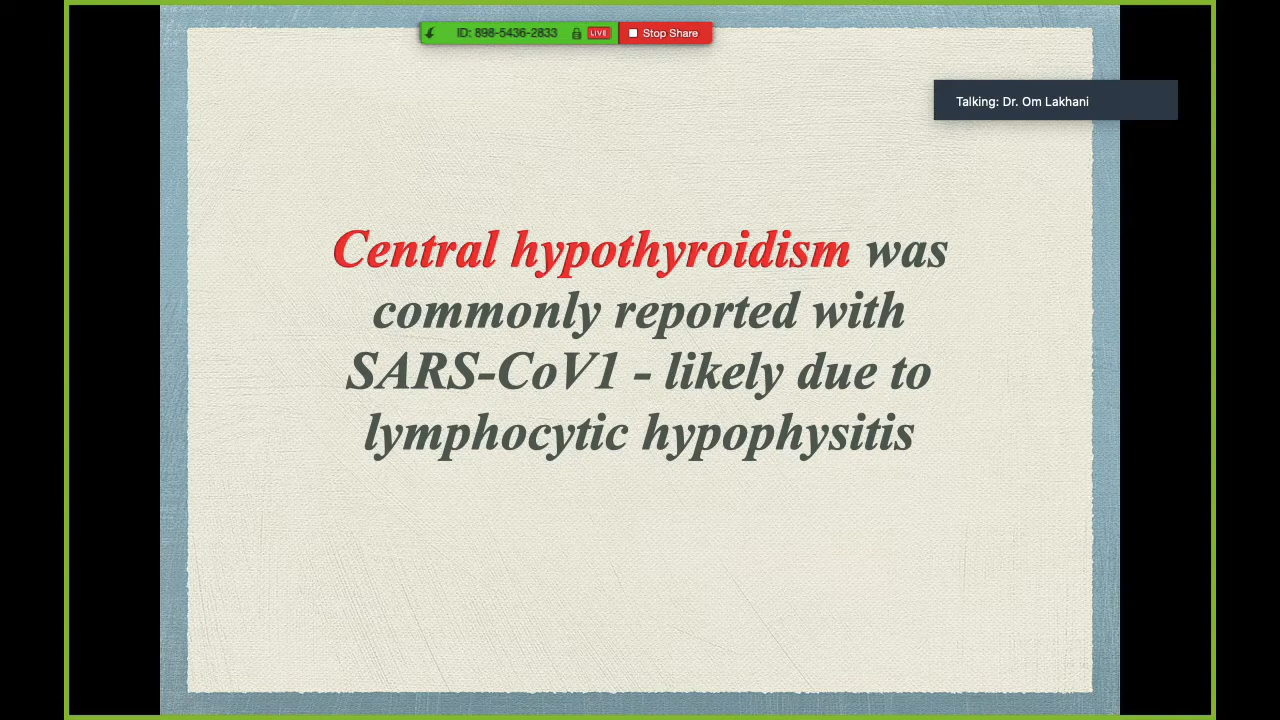 ID: 898-5436-2833 LIVE Stop Share
Talking: Dr. Om Lakhani
Central hypothyroidism was
commonly reported with
SARS-CoV1 - likely due to
lymphocytic hypophysitis